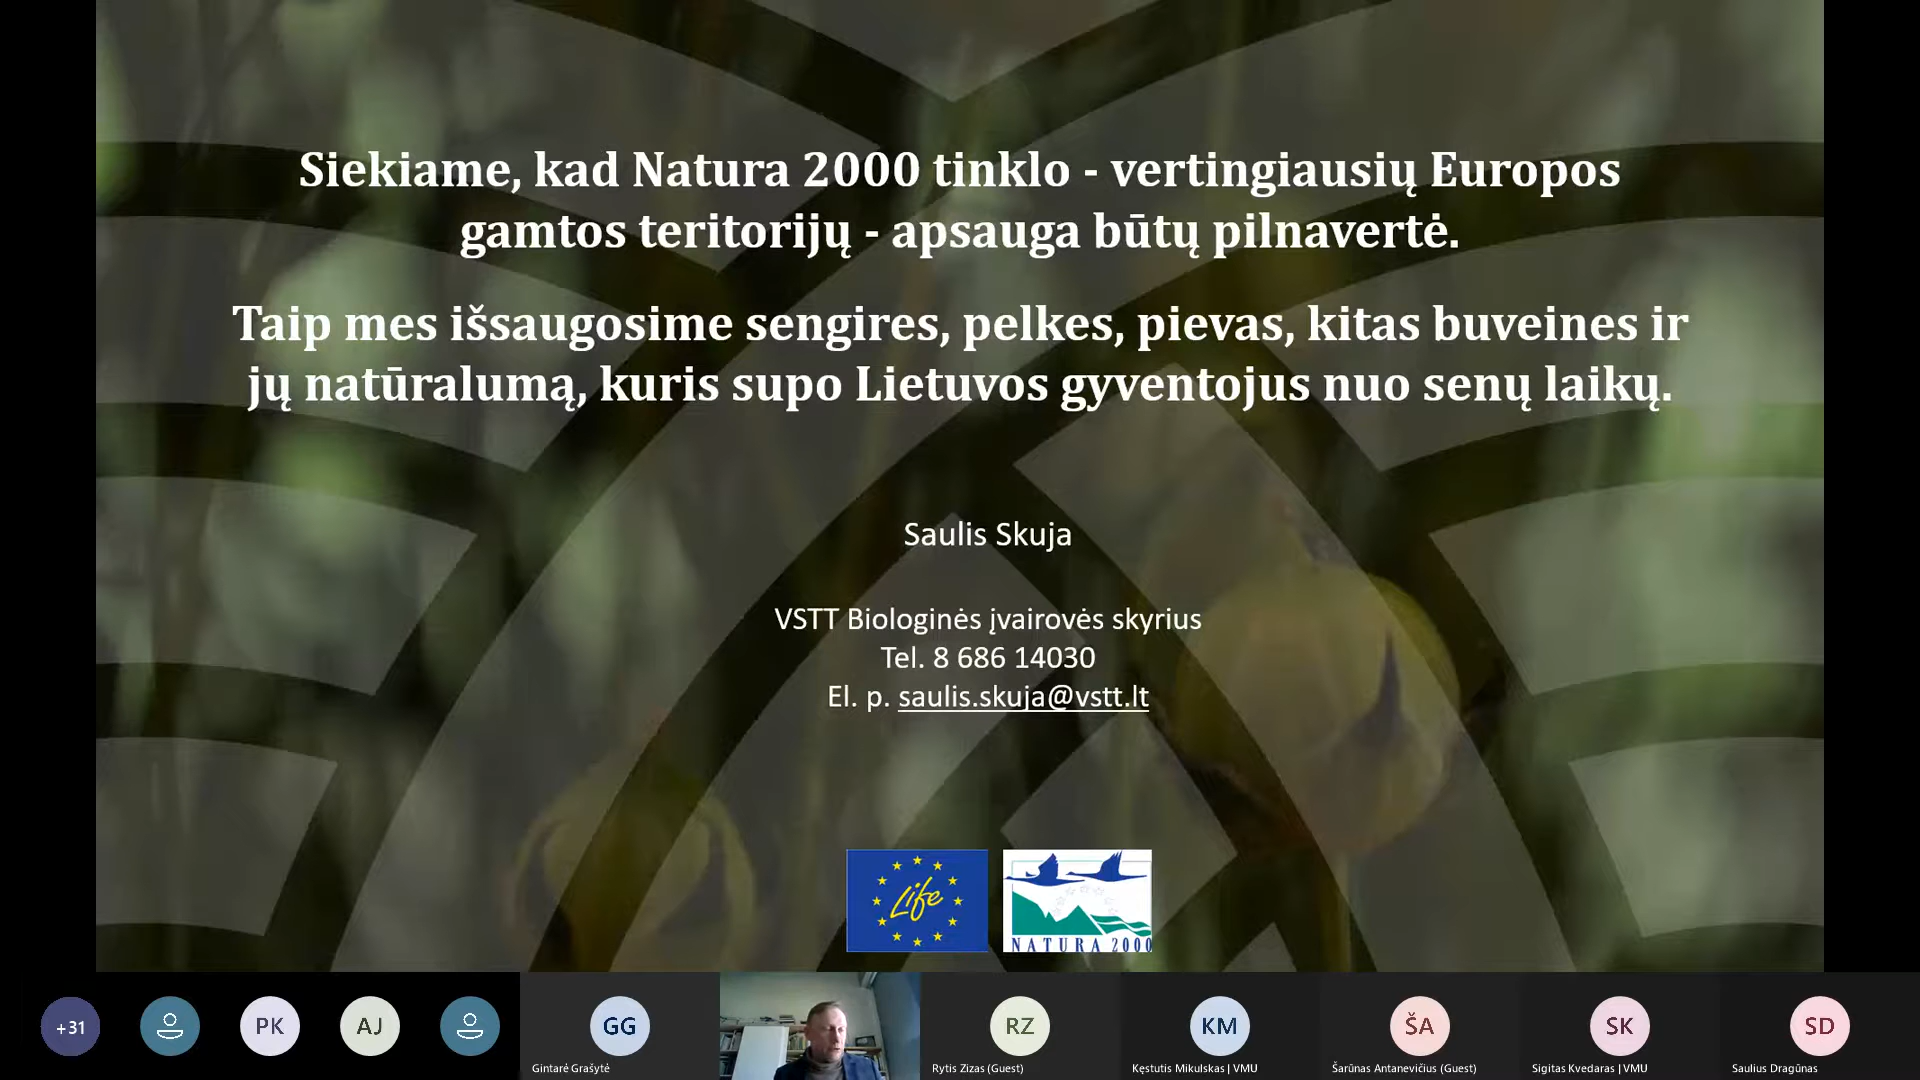 Siekiame, kad Natura 2000 tinklo - vertingiausių Europos
gamtos teritorijų - apsauga būtų pilnavertė.
Taip mes išsaugosime sengires, pelkes, pievas, kitas buveines ir
jų natūralumą, kuris supo Lietuvos gyventojus nuo senų laikų.
Saulis Skuja
VSTT Biologinės įvairovės skyrius
Tel. 8 686 14030
El. p. saulis.skuja@vstt.lt
Life
NATURA 2000
+31
PK
AJ
GG
Gintarė Grašytė
RZ
Rytis Zizas (Guest)
KM
Kęstutis Mikulskas | VMU
ŠA
Šarūnas Antanevičius (Guest)
SK
Sigitas Kvedaras | VMU
SD
Saulius Dragūnas